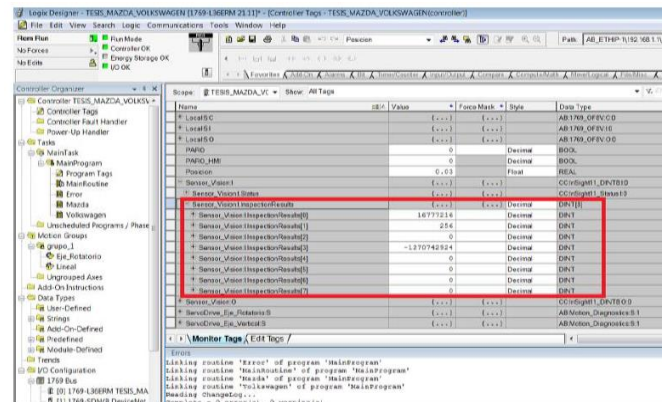 Logix Designer - TESIS_MAZDA_VOLKSWAGEN [1769-L36ERM 21.11]* - [Controller Tags - TESIS_MAZDA_VOLKSWAGEN(controller)]
File Edit View Search Logic Communications Tools Window Help
Rem Run
Run Mode
No Forces
Controller OK
Energy Storage OK
No Edits
I/O OK
Posicion
Path: AB_ETHIP-1\192.168.1.1\
Favorites Add-On Alarms Bit Timer/Counter Input/Output Compare Compute/Math Move/Logical File/Misc.
Controller Organizer
Controller TESIS_MAZDA_VOLKSV
Controller Tags
Controller Fault Handler
Power-Up Handler
Tasks
MainTask
MainProgram
Program Tags
MainRoutine
Error
Mazda
Volkswagen
Unscheduled Programs / Phase
Motion Groups
grupo_1
Eje_Rotatorio
Lineal
Ungrouped Axes
Add-On Instructions
Data Types
User-Defined
Strings
Add-On-Defined
Predefined
Module-Defined
Trends
I/O Configuration
1769 Bus
[0] 1769-L36ERM TESIS_MA
[1] 1769-SDN/B DeviceNet
Scope: TESIS_MAZDA_V Show: All Tags
Name Value Force Mask Style Data Type
Local:5:C {...} {...} AB:1769_OF8V:C:0
Local:5:I {...} {...}
Local:5:O {...} {...} AB:1769_OF8V:O:0
PARO 0 Decimal BOOL
PARO_HMI 0 Decimal BOOL
Posicion 0.03 Float REAL
Sensor_Vision:I {...} {...}
Sensor_Vision:I.Status {...} {...}
Sensor_Vision:I.InspectionResults {...} {...} Decimal DINT[8]
Sensor_Vision:I.InspectionResults[0] 16777216 Decimal DINT
Sensor_Vision:I.InspectionResults[1] 256 Decimal DINT
Sensor_Vision:I.InspectionResults[2] 0 Decimal DINT
Sensor_Vision:I.InspectionResults[3] -1270742524 Decimal DINT
Sensor_Vision:I.InspectionResults[4] 0 Decimal DINT
Sensor_Vision:I.InspectionResults[5] 0 Decimal DINT
Sensor_Vision:I.InspectionResults[6] 0 Decimal DINT
Sensor_Vision:I.InspectionResults[7] 0 Decimal DINT
Sensor_Vision:O {...} {...}
ServoDrive_Eje_Rotatorio:S {...} {...} AB:Motion_Diagnostics:S:1
ServoDrive_Eje_Vertical:S {...} {...} AB:Motion_Diagnostics:S:1
Monitor Tags Edit Tags
Errors
Linking routine 'Error' of program 'MainProgram'
Linking routine 'MainRoutine' of program 'MainProgram'
Linking routine 'Mazda' of program 'MainProgram'
Linking routine 'Volkswagen' of program 'MainProgram'
Reading ChangeLog...